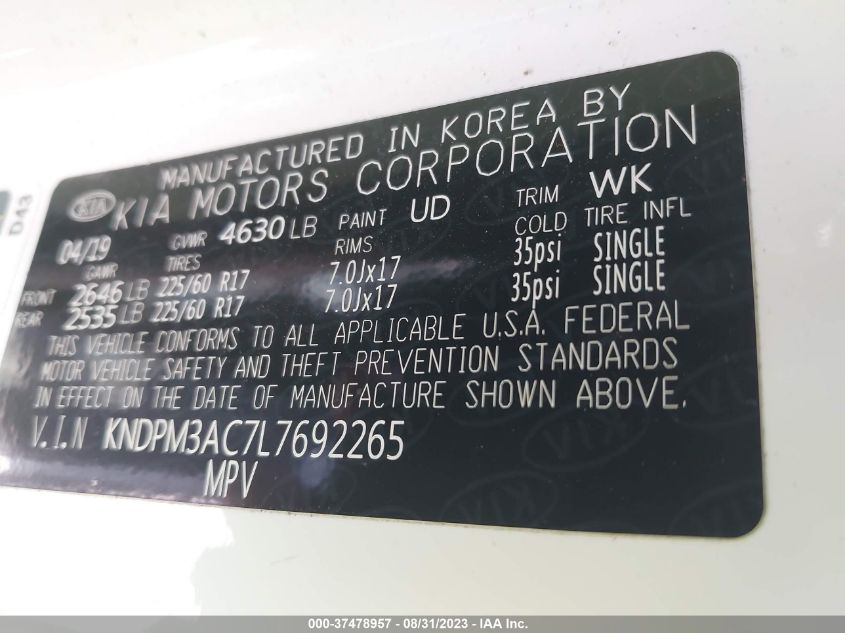 MANUFACTURED IN KOREA BY
KIA KIA MOTORS CORPORATION
04/19 GVWR 4630 LB PAINT UD TRIM WK
GAWR TIRES RIMS COLD TIRE INFL
FRONT 2646 LB 225/60 R17 7.0Jx17 35psi SINGLE
REAR 2535 LB 225/60 R17 7.0Jx17 35psi SINGLE
THIS VEHICLE CONFORMS TO ALL APPLICABLE U.S.A. FEDERAL
MOTOR VEHICLE SAFETY AND THEFT PREVENTION STANDARDS
IN EFFECT ON THE DATE OF MANUFACTURE SHOWN ABOVE.
V.I.N KNDPM3AC7L7692265
MPV
D43
000-37478957 - 08/31/2023 - IAA Inc.